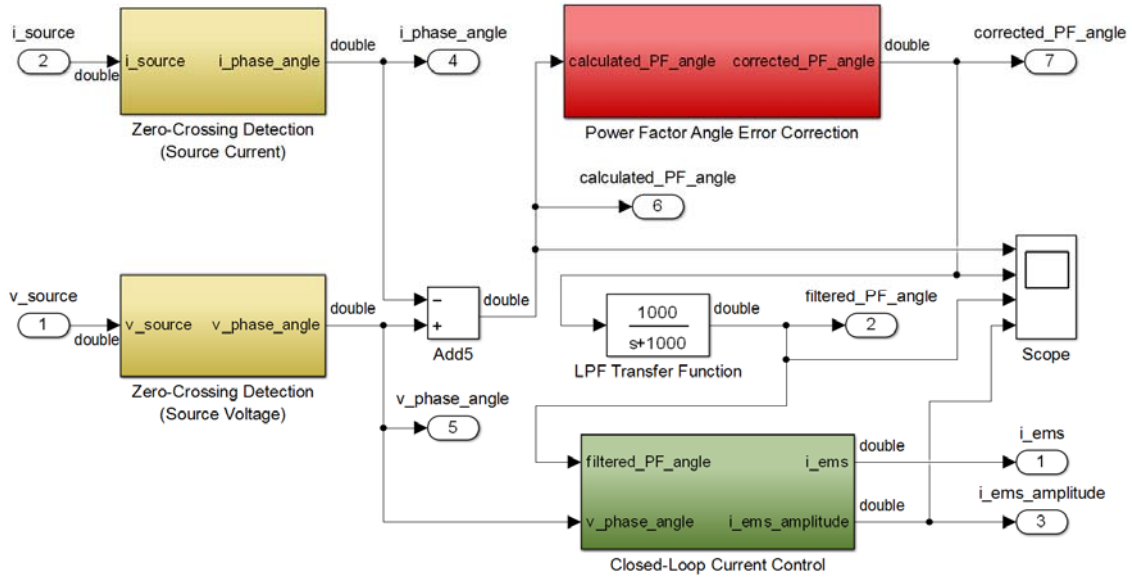 i_source
2
double
i_source
i_phase_angle
double
Zero-Crossing Detection
(Source Current)
i_phase_angle
4
calculated_PF_angle
corrected_PF_angle
double
Power Factor Angle Error Correction
corrected_PF_angle
7
calculated_PF_angle
6
v_source
1
double
v_source
v_phase_angle
double
Zero-Crossing Detection
(Source Voltage)
−
+
double
Add5
1000
s+1000
double
LPF Transfer Function
filtered_PF_angle
2
Scope
v_phase_angle
5
filtered_PF_angle
i_ems
double
v_phase_angle
i_ems_amplitude
double
Closed-Loop Current Control
i_ems
1
i_ems_amplitude
3